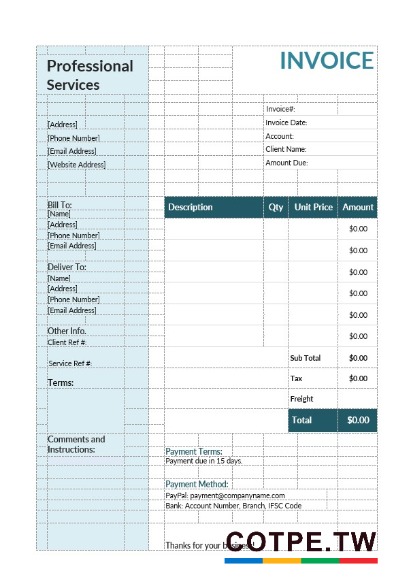 Professional
Services
INVOICE
[Address]
[Phone Number]
[Email Address]
[Website Address]
Invoice#:
Invoice Date:
Account:
Client Name:
Amount Due:
Bill To:
[Name]
[Address]
[Phone Number]
[Email Address]
Deliver To:
[Name]
[Address]
[Phone Number]
[Email Address]
Other Info.
Client Ref #:
Service Ref #:
Terms:
Comments and
Instructions:
Description Qty Unit Price Amount
$0.00
$0.00
$0.00
$0.00
$0.00
$0.00
Sub Total $0.00
Tax $0.00
Freight
Total $0.00
Payment Terms:
Payment due in 15 days.
Payment Method:
PayPal: payment@companyname.com
Bank: Account Number, Branch, IFSC Code
Thanks for your
COTPE.TW